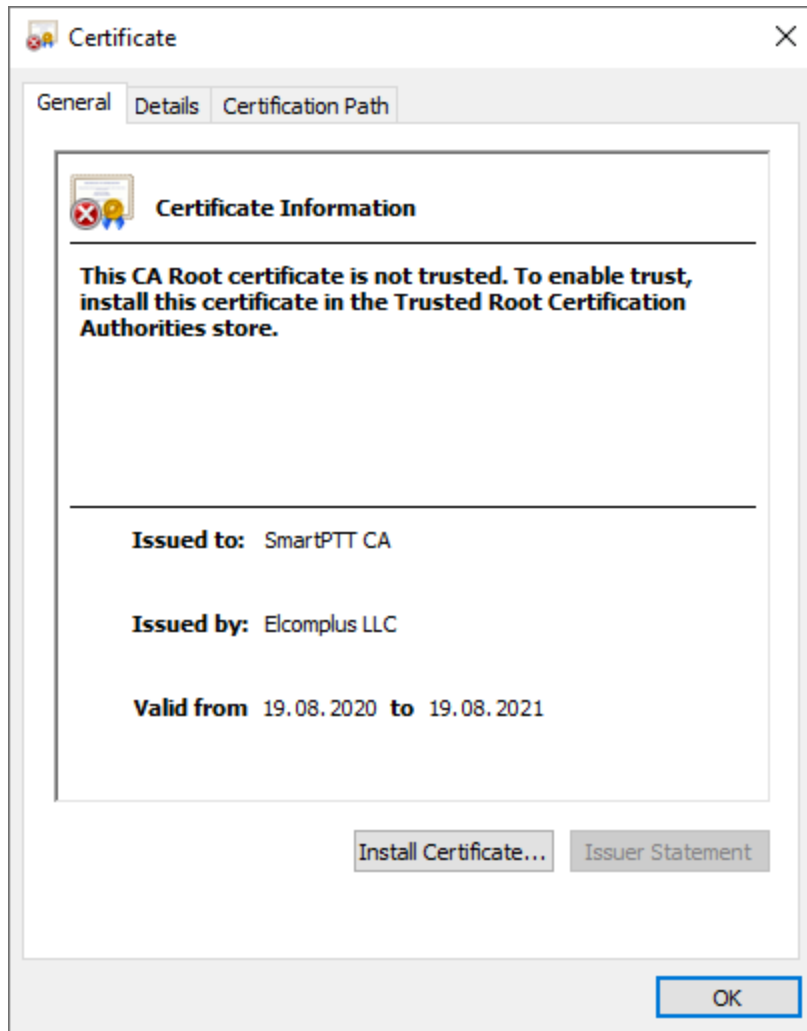 Certificate
General
Details
Certification Path
Certificate Information
This CA Root certificate is not trusted. To enable trust,
install this certificate in the Trusted Root Certification
Authorities store.
Issued to: SmartPTT CA
Issued by: Elcomplus LLC
Valid from 19.08.2020 to 19.08.2021
Install Certificate...
Issuer Statement
OK